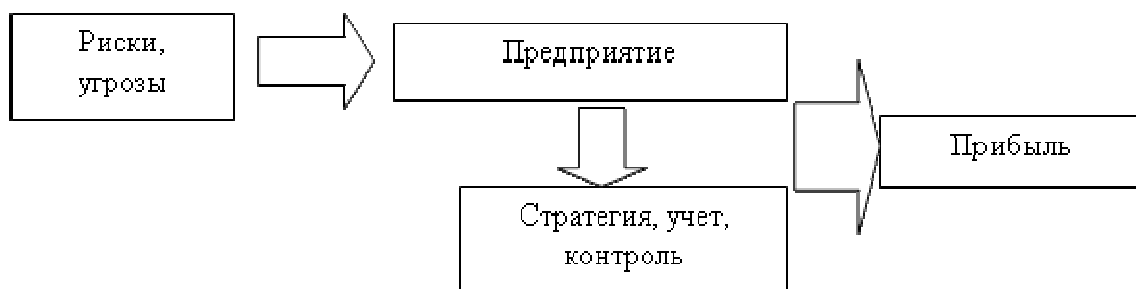 Риски,
угрозы
Предприятие
Прибыль
Стратегия, учет,
контроль